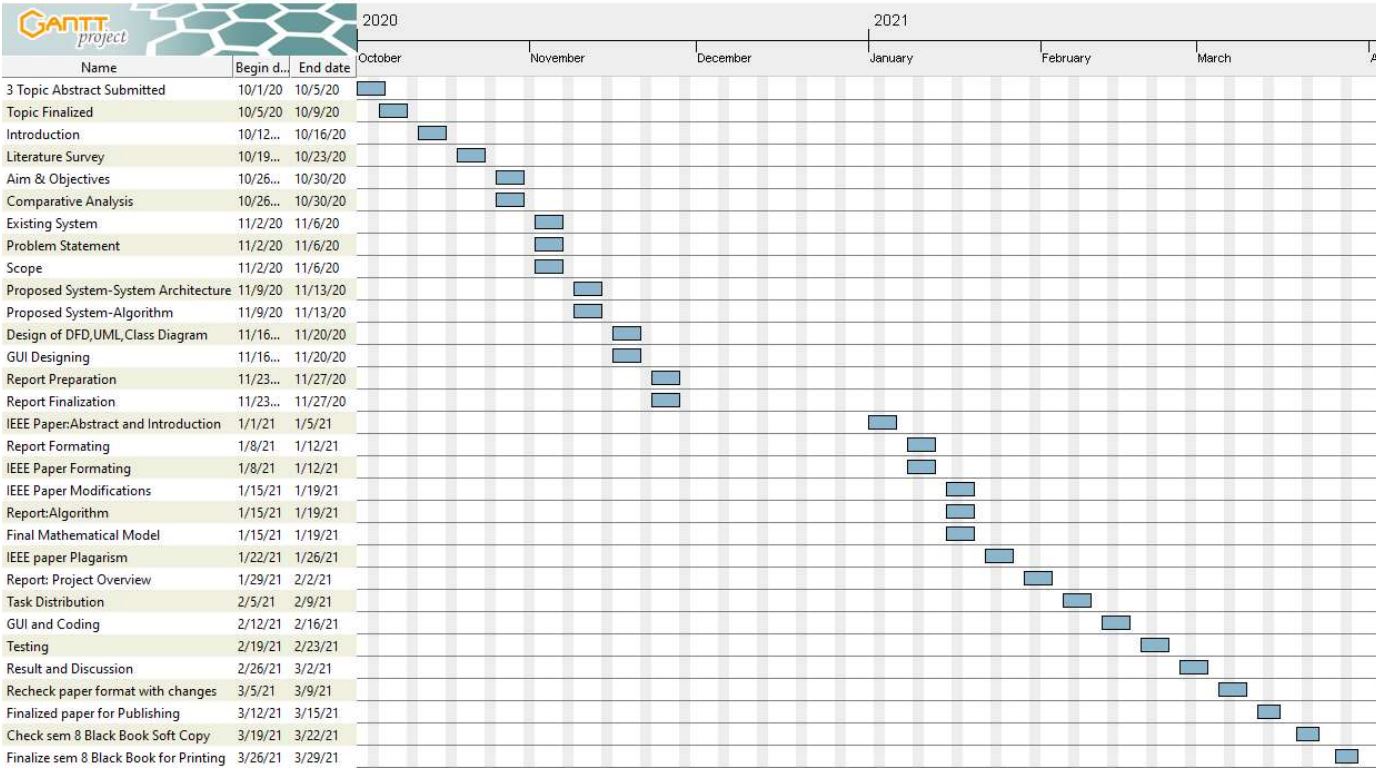 GANTT project
2020 2021
October November December January February March A
Name Begin d... End date
3 Topic Abstract Submitted 10/1/20 10/5/20
Topic Finalized 10/5/20 10/9/20
Introduction 10/12... 10/16/20
Literature Survey 10/19... 10/23/20
Aim & Objectives 10/26... 10/30/20
Comparative Analysis 10/26... 10/30/20
Existing System 11/2/20 11/6/20
Problem Statement 11/2/20 11/6/20
Scope 11/2/20 11/6/20
Proposed System-System Architecture 11/9/20 11/13/20
Proposed System-Algorithm 11/9/20 11/13/20
Design of DFD,UML,Class Diagram 11/16... 11/20/20
GUI Designing 11/16... 11/20/20
Report Preparation 11/23... 11/27/20
Report Finalization 11/23... 11/27/20
IEEE Paper:Abstract and Introduction 1/1/21 1/5/21
Report Formating 1/8/21 1/12/21
IEEE Paper Formating 1/8/21 1/12/21
IEEE Paper Modifications 1/15/21 1/19/21
Report:Algorithm 1/15/21 1/19/21
Final Mathematical Model 1/15/21 1/19/21
IEEE paper Plagarism 1/22/21 1/26/21
Report: Project Overview 1/29/21 2/2/21
Task Distribution 2/5/21 2/9/21
GUI and Coding 2/12/21 2/16/21
Testing 2/19/21 2/23/21
Result and Discussion 2/26/21 3/2/21
Recheck paper format with changes 3/5/21 3/9/21
Finalized paper for Publishing 3/12/21 3/15/21
Check sem 8 Black Book Soft Copy 3/19/21 3/22/21
Finalize sem 8 Black Book for Printing 3/26/21 3/29/21